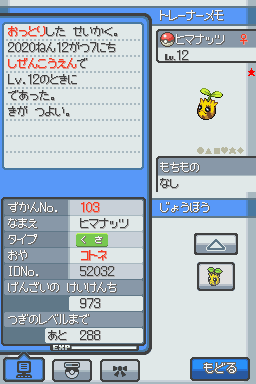 おっとりした せいかく。
2020ねん12がつ7にち
しぜんこうえんで
Lv.12のときに
であった。
きが つよい。
トレーナーメモ
ヒマナッツ ♀
Lv.12
もちもの
なし
じょうほう
ずかんNo. 103
なまえ ヒマナッツ
タイプ くさ
おや コトネ
IDNo. 52032
げんざいの けいけんち
973
つぎのレベルまで
あと 288
EXP
もどる